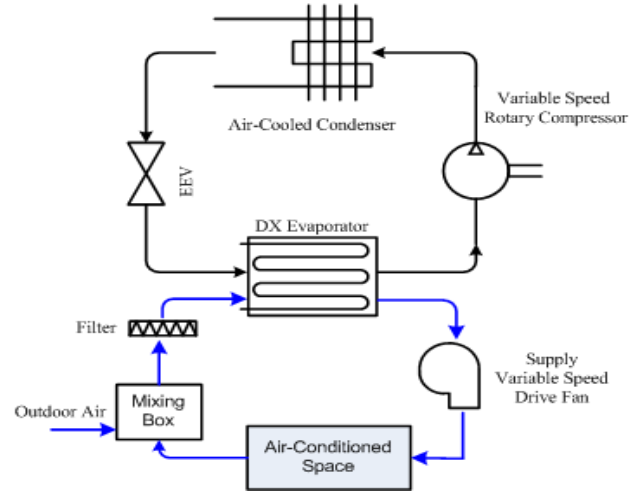 Variable Speed
Rotary Compressor
Air-Cooled Condenser
EEV
DX Evaporator
Filter
Supply
Variable Speed
Drive Fan
Outdoor Air
Mixing
Box
Air-Conditioned
Space